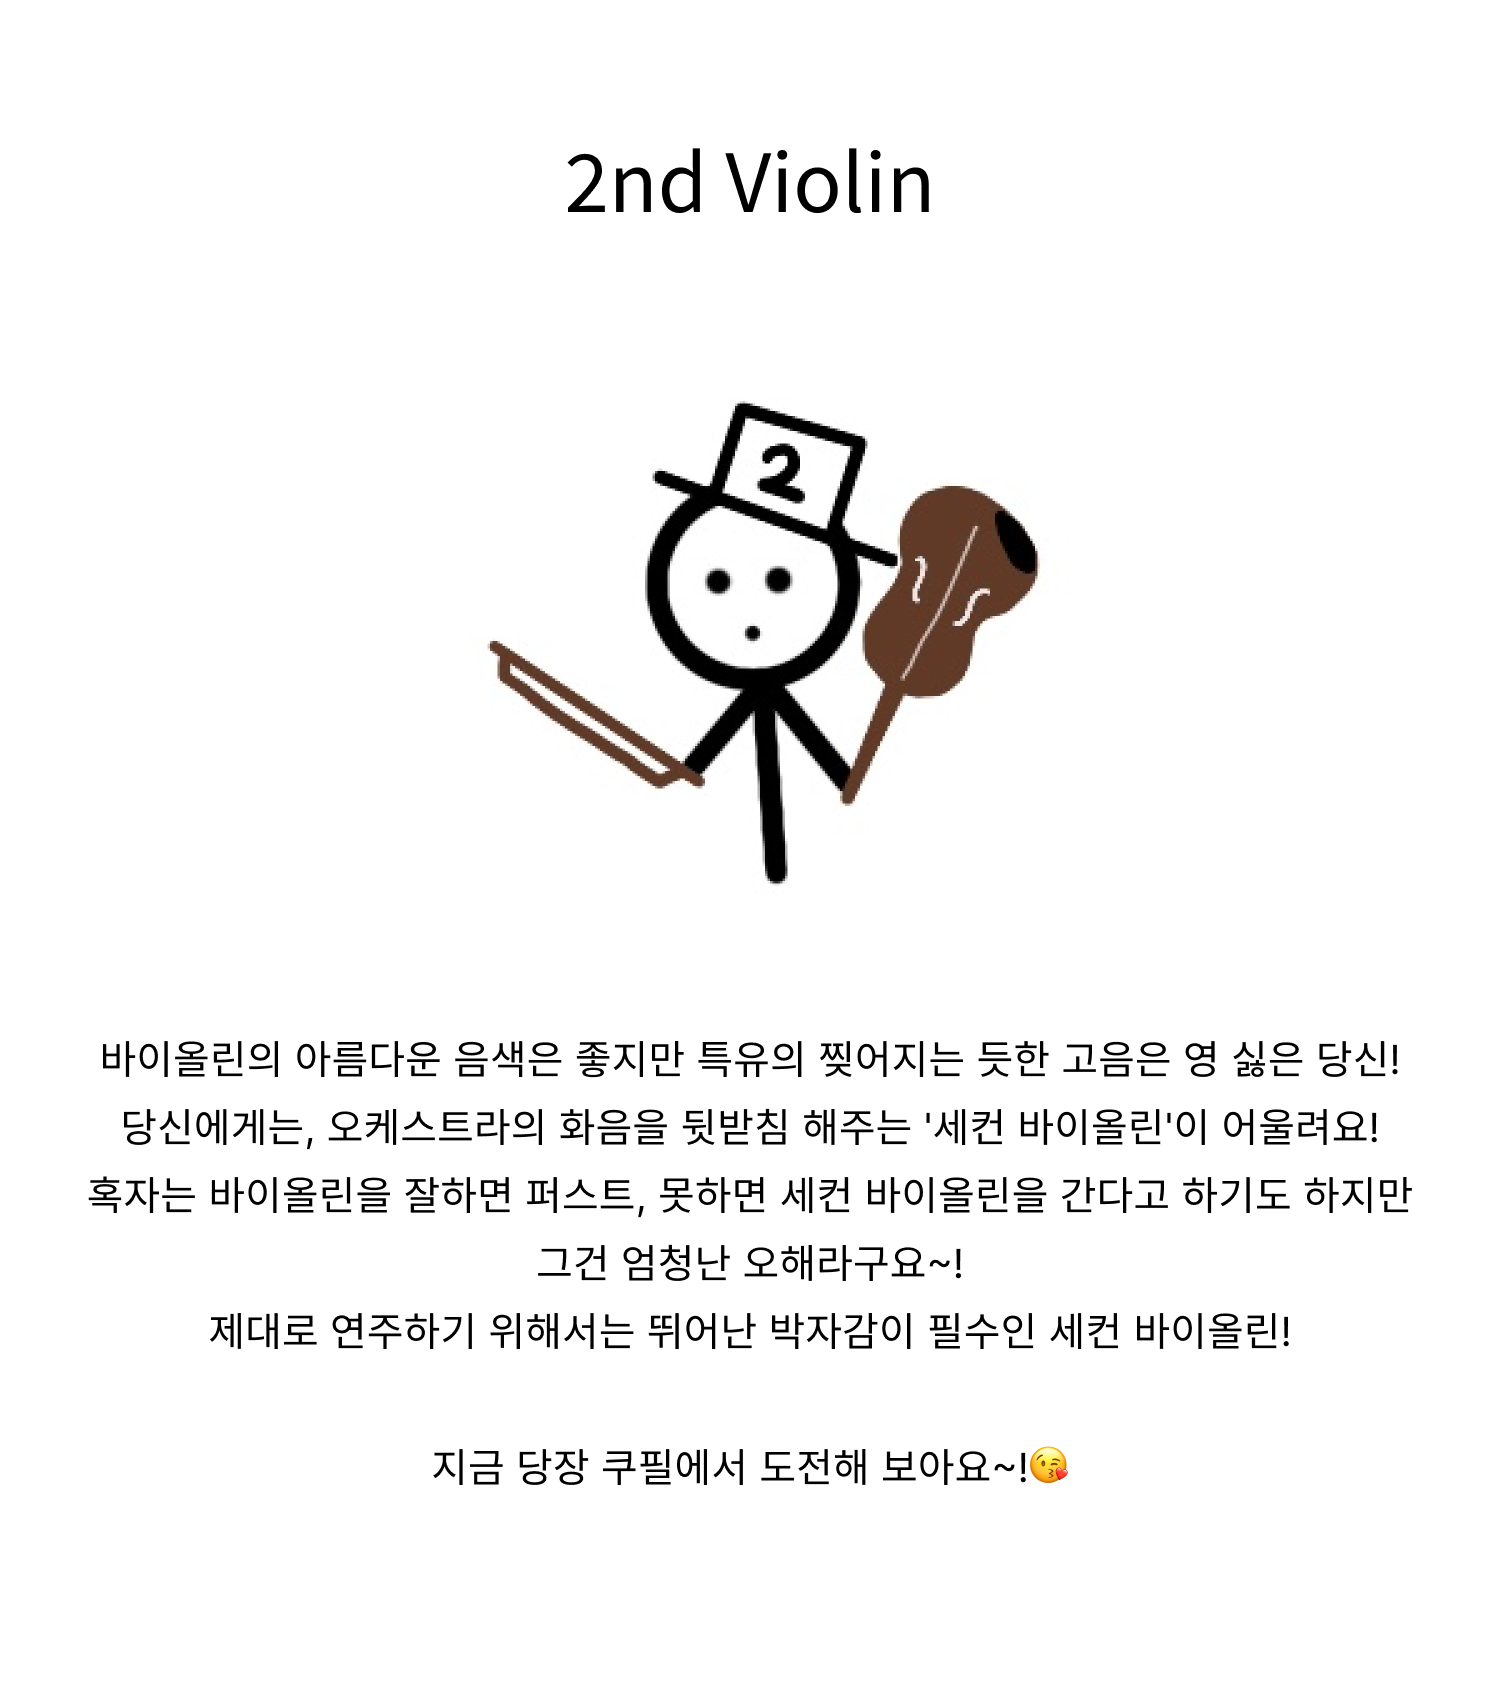 2nd Violin
2
바이올린의 아름다운 음색은 좋지만 특유의 찢어지는 듯한 고음은 영 싫은 당신!
당신에게는, 오케스트라의 화음을 뒷받침 해주는 '세컨 바이올린'이 어울려요!
혹자는 바이올린을 잘하면 퍼스트, 못하면 세컨 바이올린을 간다고 하기도 하지만
그건 엄청난 오해라구요~!
제대로 연주하기 위해서는 뛰어난 박자감이 필수인 세컨 바이올린!
지금 당장 쿠필에서 도전해 보아요~!😘